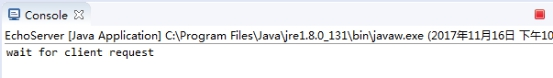 Console
EchoServer [Java Application] C:\Program Files\Java\jre1.8.0_131\bin\javaw.exe (2017年11月16日 下午10
wait for client request